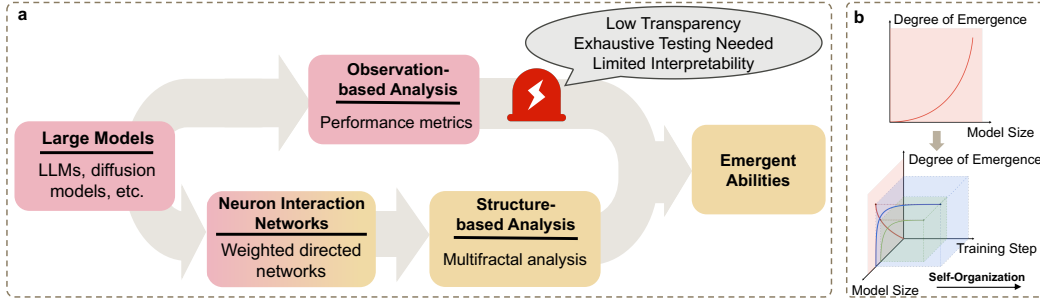 a
Large Models
LLMs, diffusion
models, etc.
Observation-
based Analysis
Performance metrics
Low Transparency
Exhaustive Testing Needed
Limited Interpretability
Neuron Interaction
Networks
Weighted directed
networks
Structure-
based Analysis
Multifractal analysis
Emergent
Abilities
b
Degree of Emergence
Model Size
Degree of Emergence
Training Step
Model Size
Self-Organization